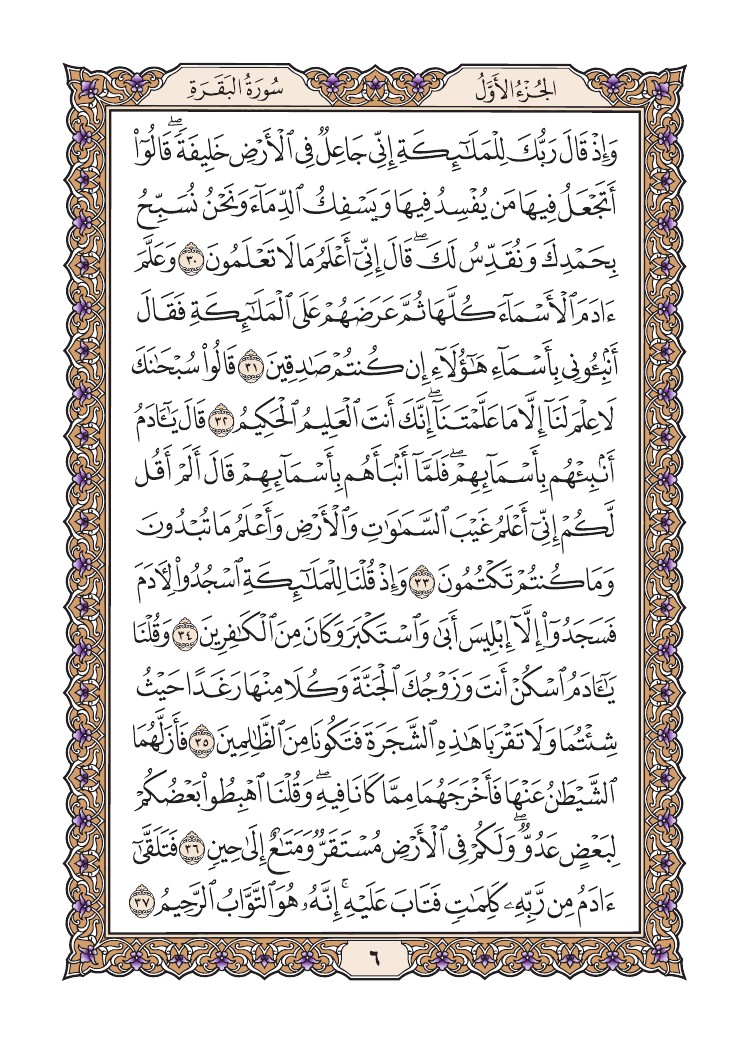 الجُزْءُ الأَوَّلُ
سُورَةُ البَقَرَةِ
وَإِذْ قَالَ رَبُّكَ لِلْمَلَٰٓئِكَةِ إِنِّي جَاعِلٌ فِي ٱلْأَرْضِ خَلِيفَةًۖ قَالُوٓاْ
أَتَجْعَلُ فِيهَا مَن يُفْسِدُ فِيهَا وَيَسْفِكُ ٱلدِّمَآءَ وَنَحْنُ نُسَبِّحُ
بِحَمْدِكَ وَنُقَدِّسُ لَكَۖ قَالَ إِنِّيٓ أَعْلَمُ مَا لَا تَعْلَمُونَ ٣٠ وَعَلَّمَ
ءَادَمَ ٱلْأَسْمَآءَ كُلَّهَا ثُمَّ عَرَضَهُمْ عَلَى ٱلْمَلَٰٓئِكَةِ فَقَالَ
أَنۢبِـُٔونِي بِأَسْمَآءِ هَٰٓؤُلَآءِ إِن كُنتُمْ صَٰدِقِينَ ٣١ قَالُواْ سُبْحَٰنَكَ
لَا عِلْمَ لَنَآ إِلَّا مَا عَلَّمْتَنَآۖ إِنَّكَ أَنتَ ٱلْعَلِيمُ ٱلْحَكِيمُ ٣٢ قَالَ يَٰٓـَٔادَمُ
أَنۢبِئْهُم بِأَسْمَآئِهِمْۖ فَلَمَّآ أَنۢبَأَهُم بِأَسْمَآئِهِمْ قَالَ أَلَمْ أَقُل
لَّكُمْ إِنِّيٓ أَعْلَمُ غَيْبَ ٱلسَّمَٰوَٰتِ وَٱلْأَرْضِ وَأَعْلَمُ مَا تُبْدُونَ
وَمَا كُنتُمْ تَكْتُمُونَ ٣٣ وَإِذْ قُلْنَا لِلْمَلَٰٓئِكَةِ ٱسْجُدُواْ لِأٓدَمَ
فَسَجَدُوٓاْ إِلَّآ إِبْلِيسَ أَبَىٰ وَٱسْتَكْبَرَ وَكَانَ مِنَ ٱلْكَٰفِرِينَ ٣٤ وَقُلْنَا
يَٰٓـَٔادَمُ ٱسْكُنْ أَنتَ وَزَوْجُكَ ٱلْجَنَّةَ وَكُلَا مِنْهَا رَغَدًا حَيْثُ
شِئْتُمَا وَلَا تَقْرَبَا هَٰذِهِ ٱلشَّجَرَةَ فَتَكُونَا مِنَ ٱلظَّٰلِمِينَ ٣٥ فَأَزَلَّهُمَا
ٱلشَّيْطَٰنُ عَنْهَا فَأَخْرَجَهُمَا مِمَّا كَانَا فِيهِۖ وَقُلْنَا ٱهْبِطُواْ بَعْضُكُمْ
لِبَعْضٍ عَدُوٌّۖ وَلَكُمْ فِي ٱلْأَرْضِ مُسْتَقَرٌّ وَمَتَٰعٌ إِلَىٰ حِينٍ ٣٦ فَتَلَقَّىٰٓ
ءَادَمُ مِن رَّبِّهِۦ كَلِمَٰتٍ فَتَابَ عَلَيْهِۚ إِنَّهُۥ هُوَ ٱلتَّوَّابُ ٱلرَّحِيمُ ٣٧
٦